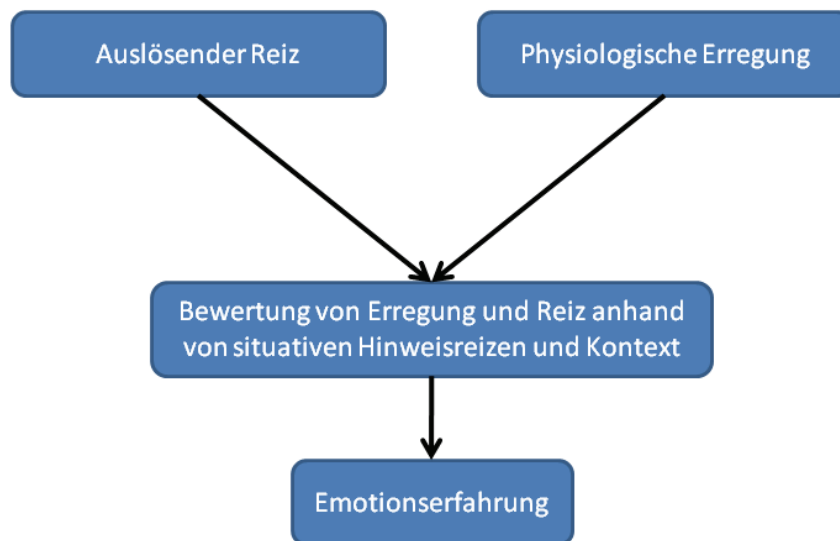 Auslösender Reiz
Physiologische Erregung
Bewertung von Erregung und Reiz anhand
von situativen Hinweisreizen und Kontext
Emotionserfahrung